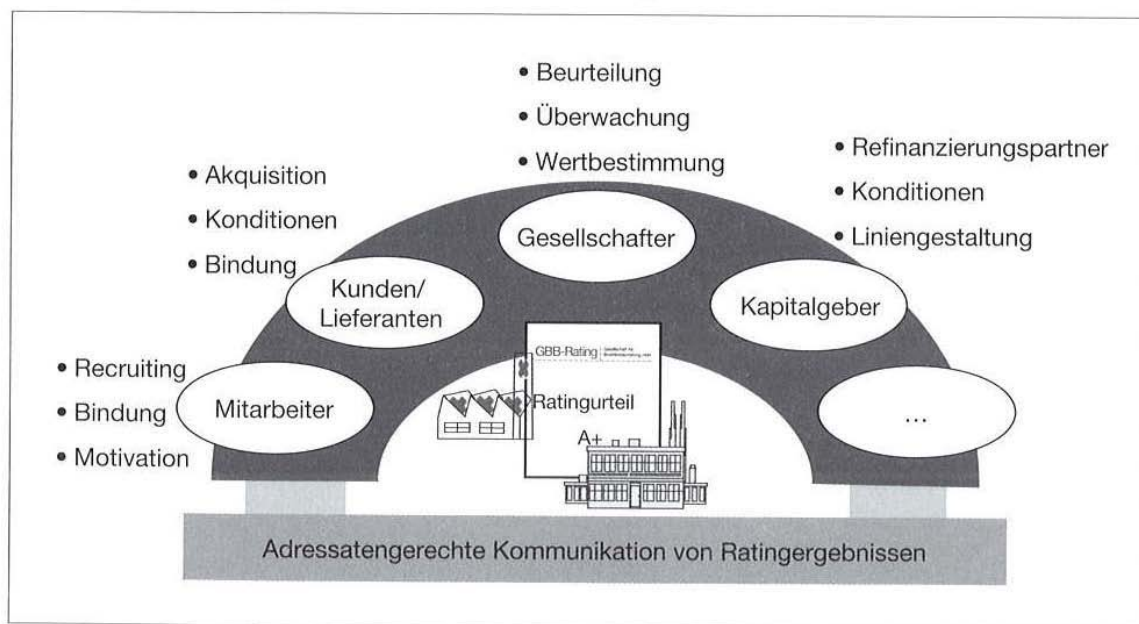 • Beurteilung
• Überwachung
• Wertbestimmung
• Refinanzierungspartner
• Konditionen
• Liniengestaltung
• Akquisition
• Konditionen
• Bindung
Gesellschafter
Kunden/
Lieferanten
Kapitalgeber
• Recruiting
• Bindung
• Motivation
Mitarbeiter
...
GBB-Rating
Ratingurteil
A+
Adressatengerechte Kommunikation von Ratingergebnissen